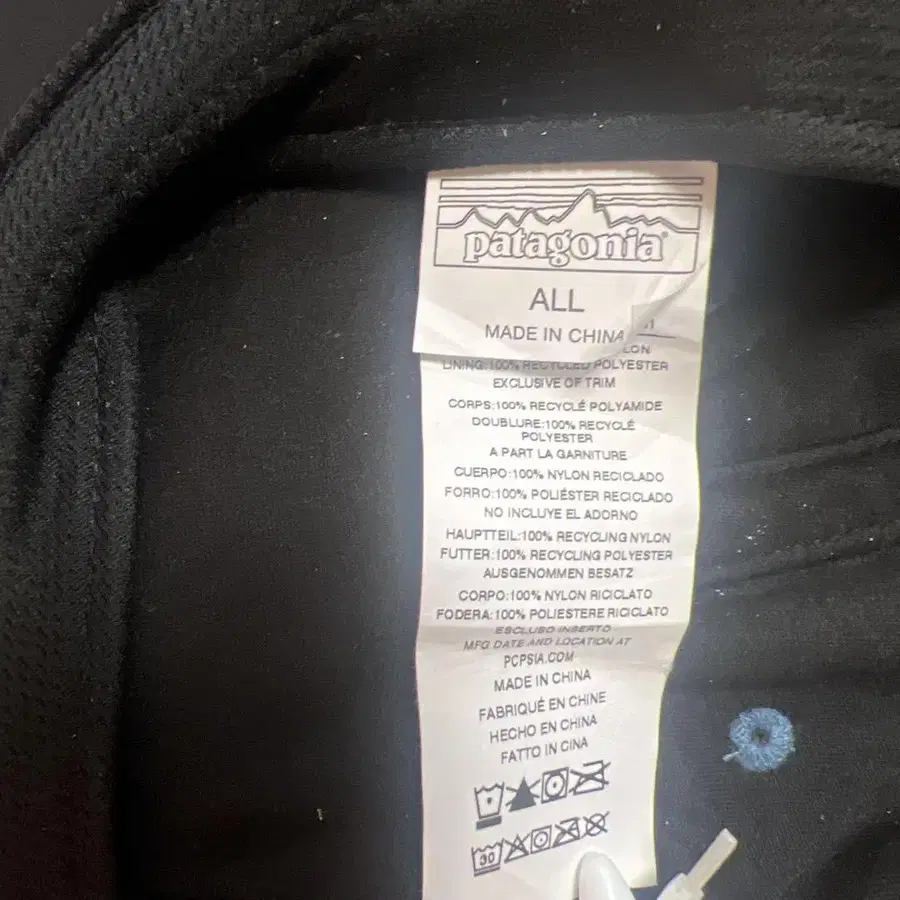 patagonia®
ALL
MADE IN CHINA
LINING:100% RECYCLED POLYESTER
EXCLUSIVE OF TRIM
CORPS:100% RECYCLÉ POLYAMIDE
DOUBLURE:100% RECYCLÉ
POLYESTER
A PART LA GARNITURE
CUERPO:100% NYLON RECICLADO
FORRO:100% POLIÉSTER RECICLADO
NO INCLUYE EL ADORNO
HAUPTTEIL:100% RECYCLING NYLON
FUTTER:100% RECYCLING POLYESTER
AUSGENOMMEN BESATZ
CORPO:100% NYLON RICICLATO
FODERA:100% POLIESTERE RICICLATO
ESCLUSO INSERTO
MFG DATE AND LOCATION AT
PCPSIA.COM
MADE IN CHINA
FABRIQUÉ EN CHINE
HECHO EN CHINA
FATTO IN CINA
30